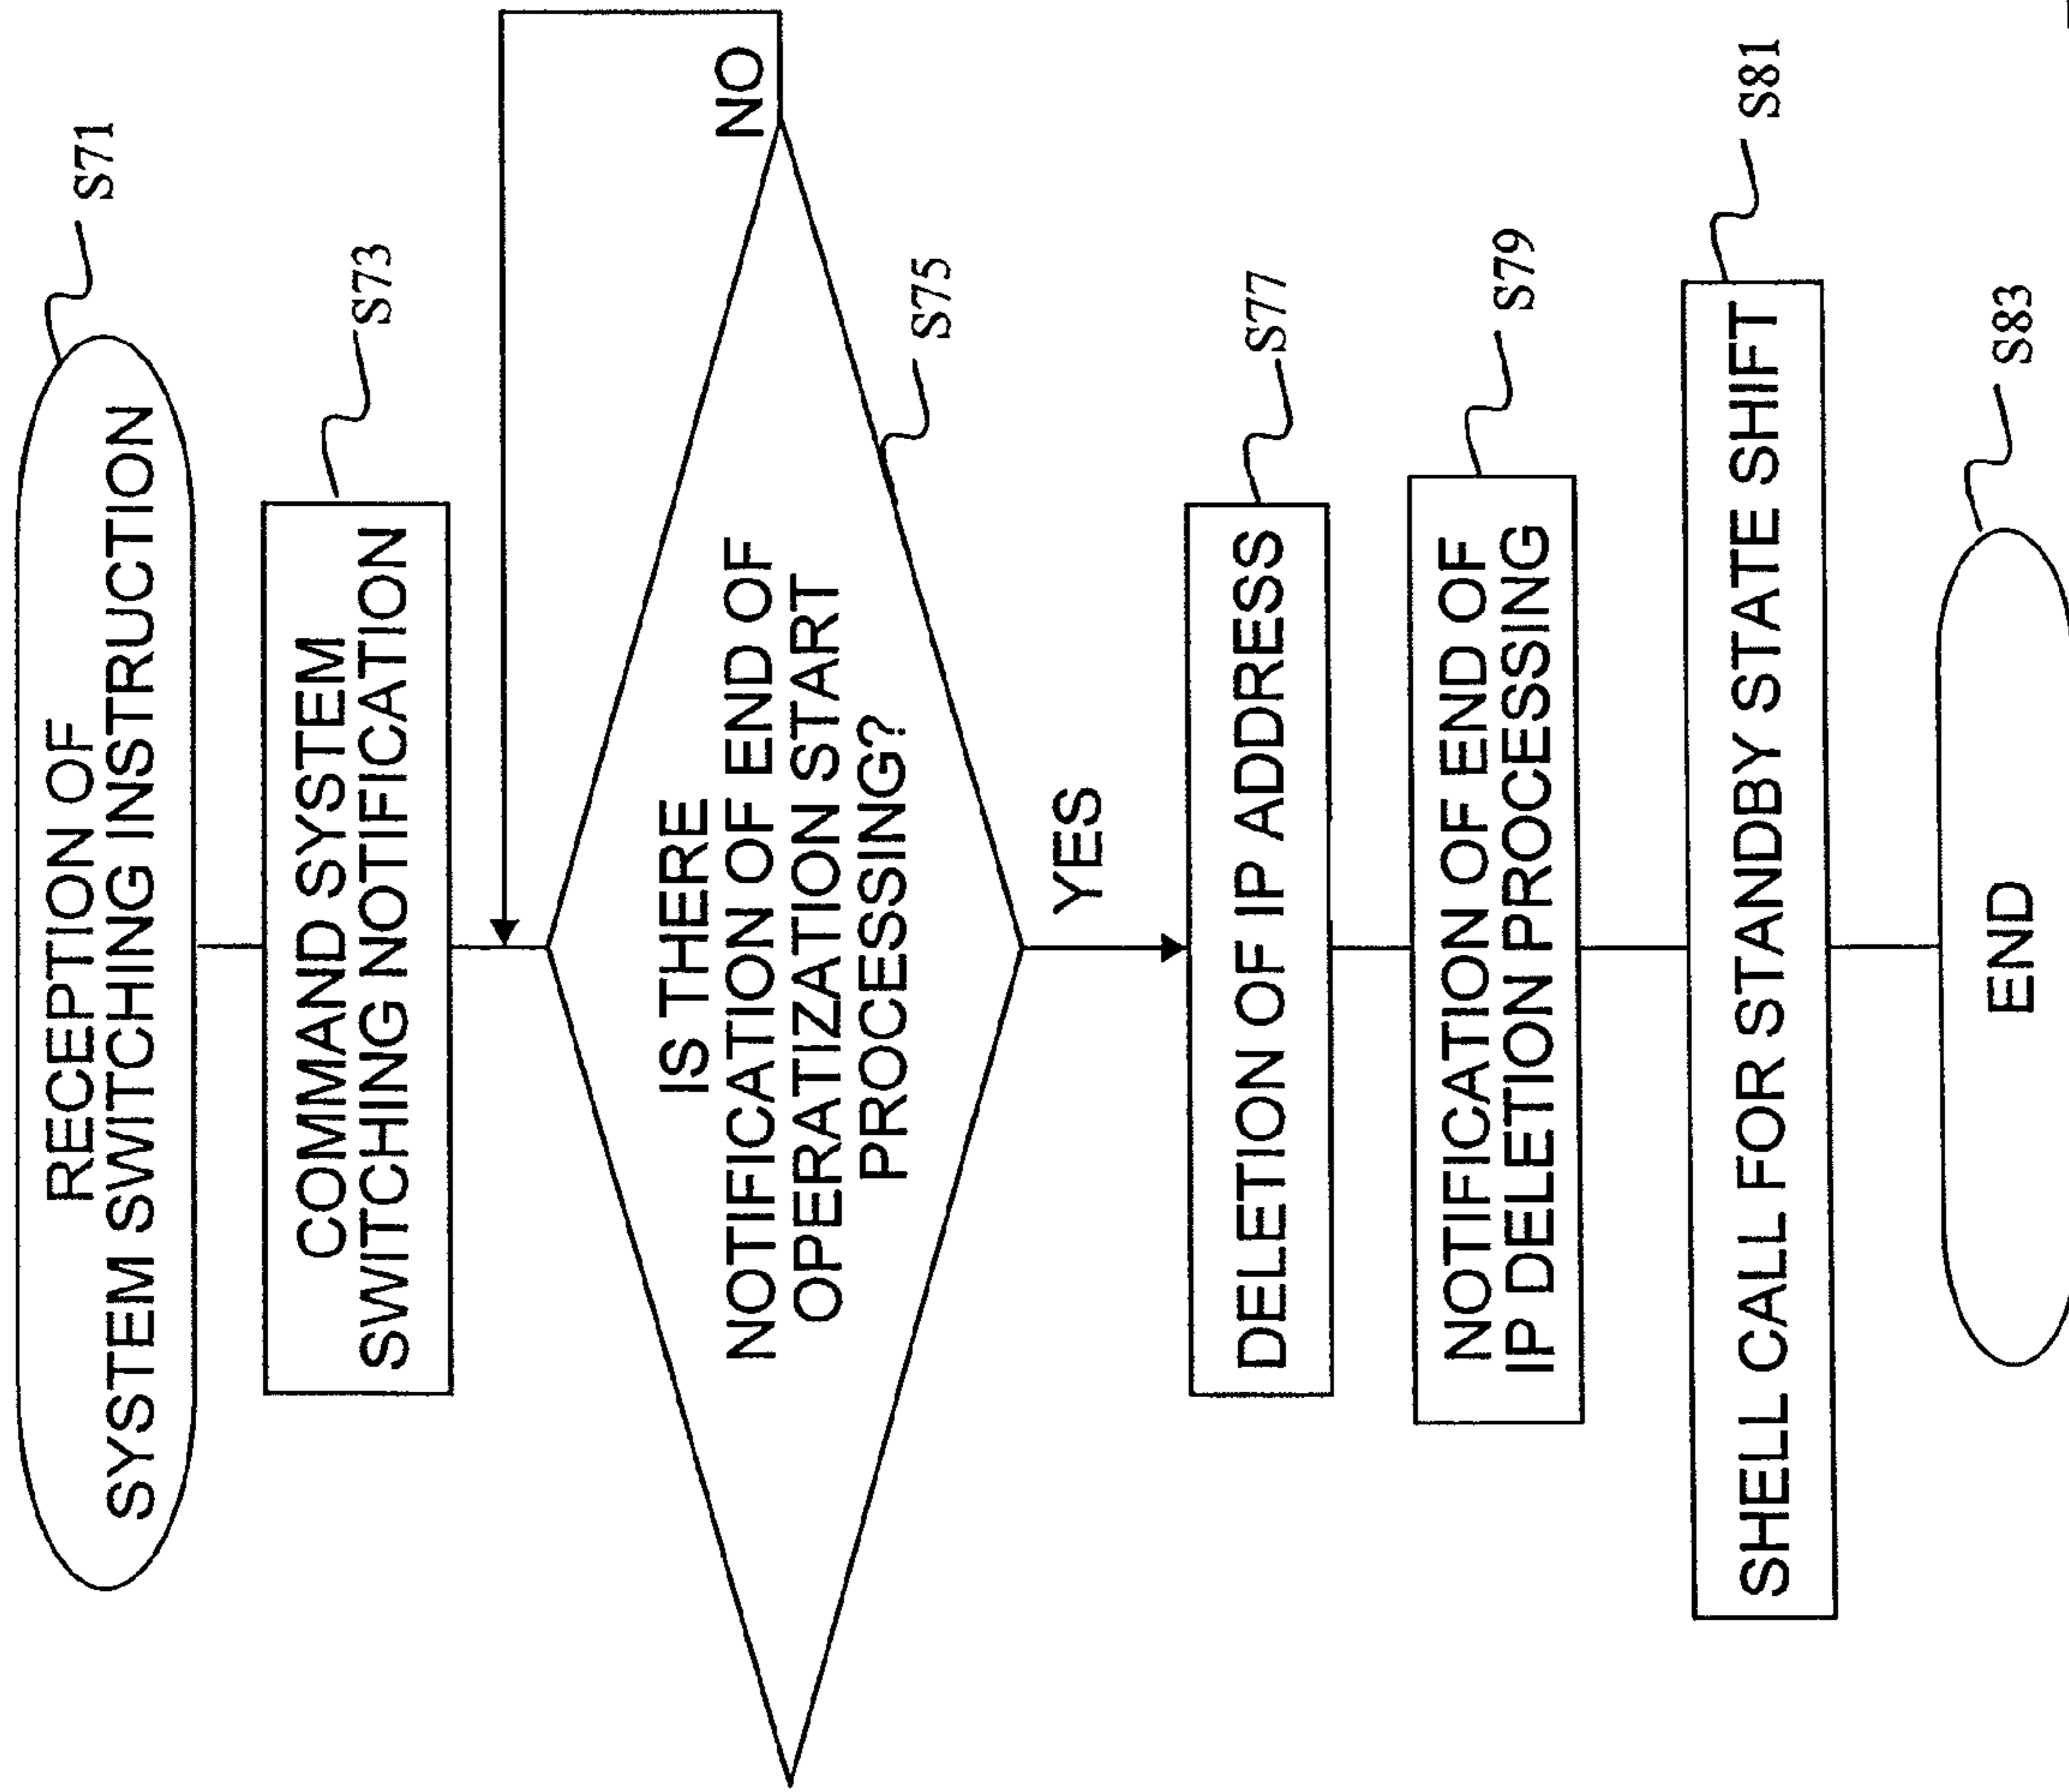 RECEPTION OF
SYSTEM SWITCHING INSTRUCTION
S71
COMMAND SYSTEM
SWITCHING NOTIFICATION
S73
IS THERE
NOTIFICATION OF END OF
OPERATIZATION START
PROCESSING?
NO
S75
YES
DELETION OF IP ADDRESS
S77
NOTIFICATION OF END OF
IP DELETION PROCESSING
S79
SHELL CALL FOR STANDBY STATE SHIFT
S81
END
S83